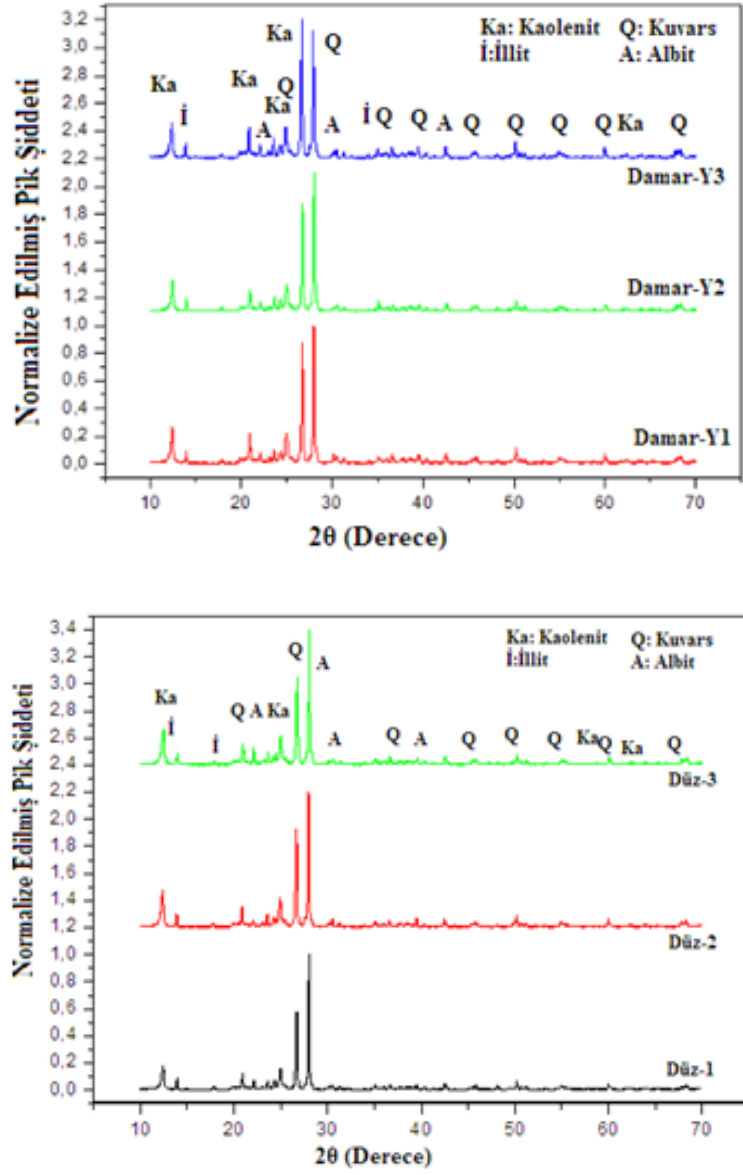 3,2
3,0
2,8
2,6
2,4
2,2
2,0
1,8
1,6
1,4
1,2
1,0
0,8
0,6
0,4
0,2
0,0
Normalize Edilmiş Pik Şiddeti
Ka: Kaolenit Q: Kuvars
İ:İllit A: Albit
Ka İ Ka A Ka Q Ka Q A İ Q Q A Q Q Q Q Ka Q
Damar-Y3
Damar-Y2
Damar-Y1
10 20 30 40 50 60 70
2θ (Derece)
3,4
3,2
3,0
2,8
2,6
2,4
2,2
2,0
1,8
1,6
1,4
1,2
1,0
0,8
0,6
0,4
0,2
0,0
Normalize Edilmiş Pik Şiddeti
Ka: Kaolenit Q: Kuvars
İ:İllit A: Albit
Ka İ İ Q A Ka Q A A Q A Q Q Q Ka Q Ka Q
Düz-3
Düz-2
Düz-1
10 20 30 40 50 60 70
2θ (Derece)